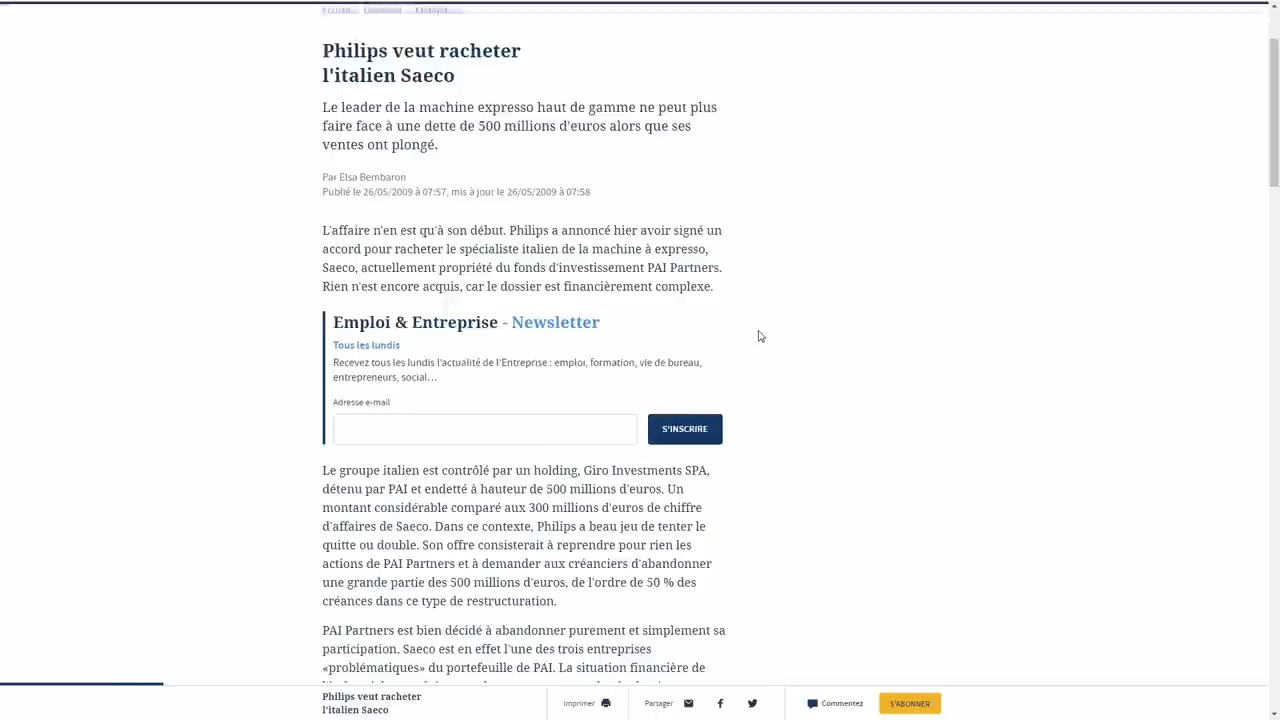 Philips veut racheter
l'italien Saeco
Le leader de la machine expresso haut de gamme ne peut plus
faire face à une dette de 500 millions d'euros alors que ses
ventes ont plongé.
Par Elsa Bembaron
Publié le 26/05/2009 à 07:57, mis à jour le 26/05/2009 à 07:58
L'affaire n'en est qu'à son début. Philips a annoncé hier avoir signé un
accord pour racheter le spécialiste italien de la machine à expresso,
Saeco, actuellement propriété du fonds d'investissement PAI Partners.
Rien n'est encore acquis, car le dossier est financièrement complexe.
Emploi & Entreprise - Newsletter
Tous les lundis
Recevez tous les lundis l'actualité de l'Entreprise : emploi, formation, vie de bureau,
entrepreneurs, social…
Adresse e-mail
S'INSCRIRE
Le groupe italien est contrôlé par un holding, Giro Investments SPA,
détenu par PAI et endetté à hauteur de 500 millions d'euros. Un
montant considérable comparé aux 300 millions d'euros de chiffre
d'affaires de Saeco. Dans ce contexte, Philips a beau jeu de tenter le
quitte ou double. Son offre consisterait à reprendre pour rien les
actions de PAI Partners et à demander aux créanciers d'abandonner
une grande partie des 500 millions d'euros, de l'ordre de 50 % des
créances dans ce type de restructuration.
PAI Partners est bien décidé à abandonner purement et simplement sa
participation. Saeco est en effet l'une des trois entreprises
«problématiques» du portefeuille de PAI. La situation financière de
Philips veut racheter
l'italien Saeco
Imprimer
Partager
Commentez
S'ABONNER